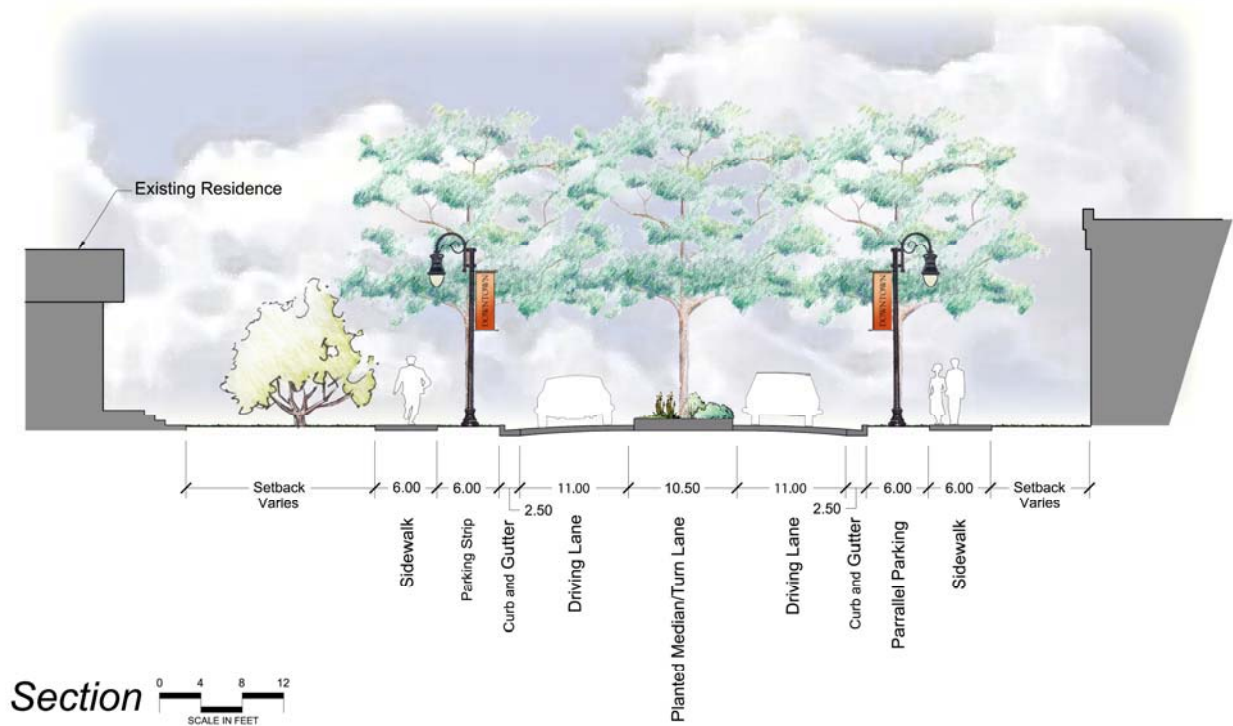 Existing Residence
DOWNTOWN
DOWNTOWN
Setback
Varies
6.00
6.00
2.50
11.00
10.50
11.00
2.50
6.00
6.00
Setback
Varies
Sidewalk
Parking Strip
Curb and Gutter
Driving Lane
Planted Median/Turn Lane
Driving Lane
Curb and Gutter
Parrallel Parking
Sidewalk
Section
0 4 8 12
SCALE IN FEET